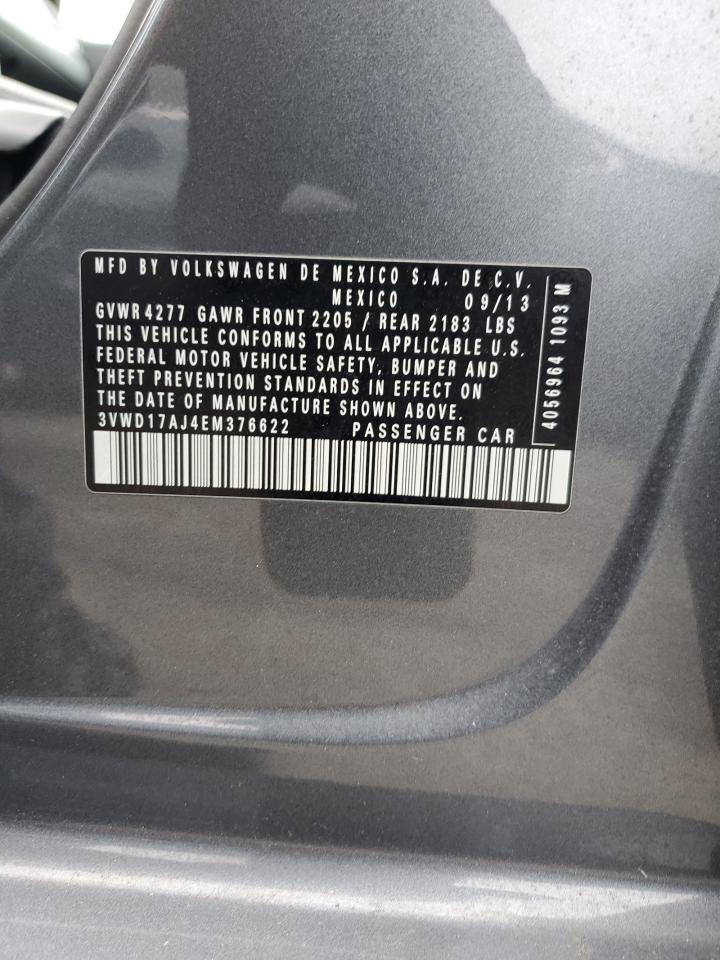 MFD BY VOLKSWAGEN DE MEXICO S.A. DE C.V.
MEXICO 09/13
GVWR 4277 GAWR FRONT 2205 / REAR 2183 LBS
THIS VEHICLE CONFORMS TO ALL APPLICABLE U.S.
FEDERAL MOTOR VEHICLE SAFETY, BUMPER AND
THEFT PREVENTION STANDARDS IN EFFECT ON
THE DATE OF MANUFACTURE SHOWN ABOVE.
3VWD17AJ4EM376622 PASSENGER CAR
4056964 1093 M